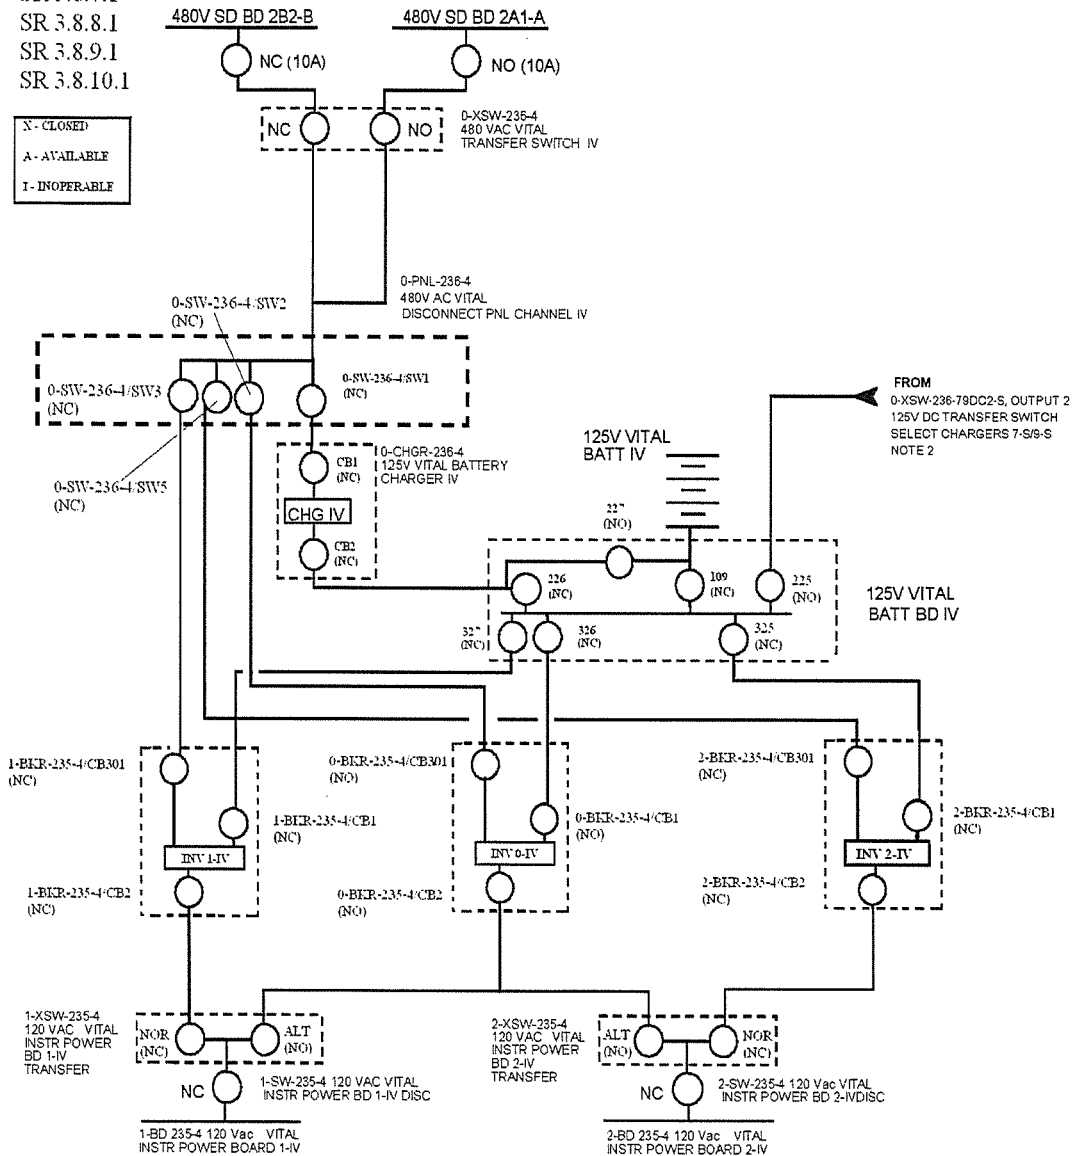 SR 3.8.8.1
SR 3.8.9.1
SR 3.8.10.1
X - CLOSED
A - AVAILABLE
I - INOPERABLE
480V SD BD 2B2-B
480V SD BD 2A1-A
NC (10A)
NO (10A)
NC
NO
0-XSW-235-4
480 VAC VITAL
TRANSFER SWITCH IV
0-PNL-236-4
480V AC VITAL
DISCONNECT PNL CHANNEL IV
0-SW-236-4/SW2
(NC)
0-SW-236-4/SW3
(NC)
0-SW-236-4/SW1
(NC)
0-SW-236-4/SW5
(NC)
CB1
(NC)
0-CHGR-236-4
125V VITAL BATTERY
CHARGER IV
CHG IV
CB2
(NC)
125V VITAL
BATT IV
FROM
0-XSW-236-79DC2-S, OUTPUT 2
125V DC TRANSFER SWITCH
SELECT CHARGERS 7-S/9-S
NOTE 2
227
(NO)
226
(NC)
109
(NC)
225
(NO)
125V VITAL
BATT BD IV
327
(NC)
326
(NC)
325
(NC)
1-BKR-235-4/CB301
(NC)
0-BKR-235-4/CB301
(NO)
2-BKR-235-4/CB301
(NC)
1-BKR-235-4/CB1
(NC)
0-BKR-235-4/CB1
(NO)
2-BKR-235-4/CB1
(NC)
INV 1-IV
INV 0-IV
INV 2-IV
1-BKR-235-4/CB2
(NC)
0-BKR-235-4/CB2
(NO)
2-BKR-235-4/CB2
(NC)
1-XSW-235-4
120 VAC VITAL
INSTR POWER
BD 1-IV
TRANSFER
NOR
(NC)
ALT
(NO)
2-XSW-235-4
120 VAC VITAL
INSTR POWER
BD 2-IV
TRANSFER
ALT
(NO)
NOR
(NC)
NC
1-SW-235-4 120 VAC VITAL
INSTR POWER BD 1-IV DISC
NC
2-SW-235-4 120 Vac VITAL
INSTR POWER BD 2-IVDISC
1-BD 235-4 120 Vac VITAL
INSTR POWER BOARD 1-IV
2-BD 235-4 120 Vac VITAL
INSTR POWER BOARD 2-IV